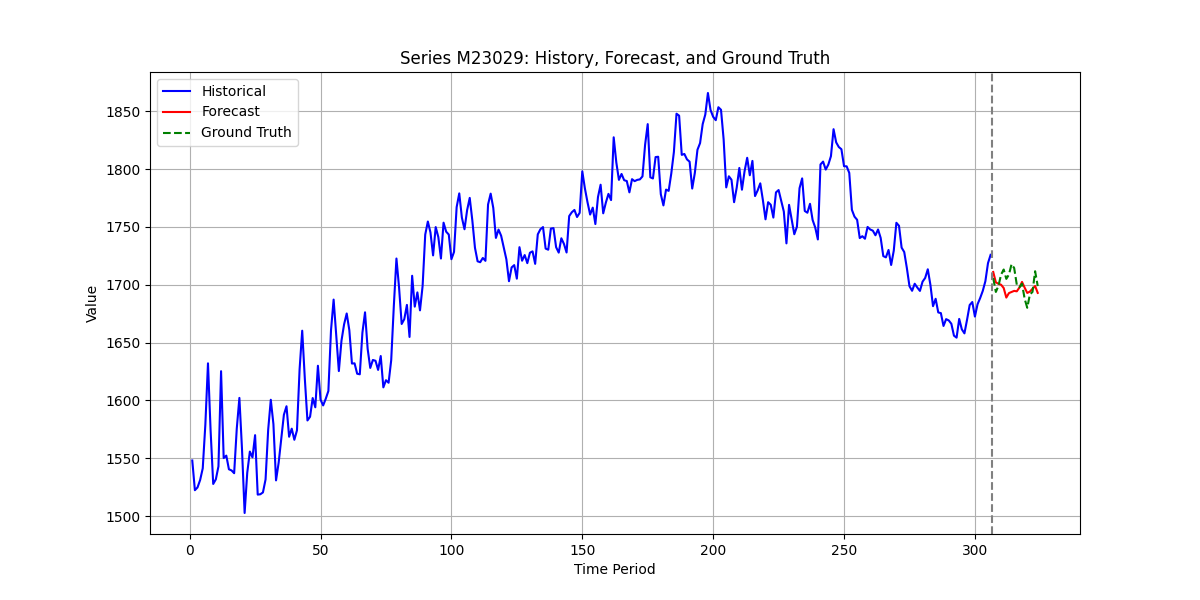 Series M23029: History, Forecast, and Ground Truth
Historical
Forecast
Ground Truth
1850
1800
1750
1700
1650
1600
1550
1500
Value
0 50 100 150 200 250 300
Time Period